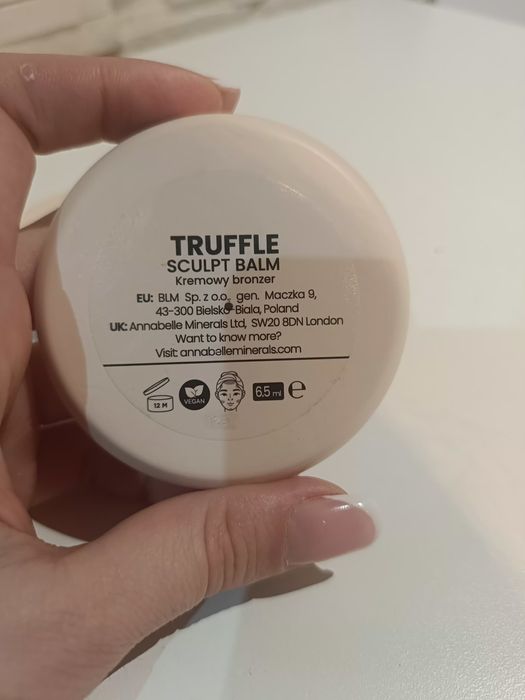 TRUFFLE
SCULPT BALM
Kremowy bronzer
EU: BLM Sp. z o.o. gen. Maczka 9,
43-300 Bielsko-Biala, Poland
UK: Annabelle Minerals Ltd, SW20 8DN London
Want to know more?
Visit: annabelleminerals.com
12 M
VEGAN
6.5 ml e